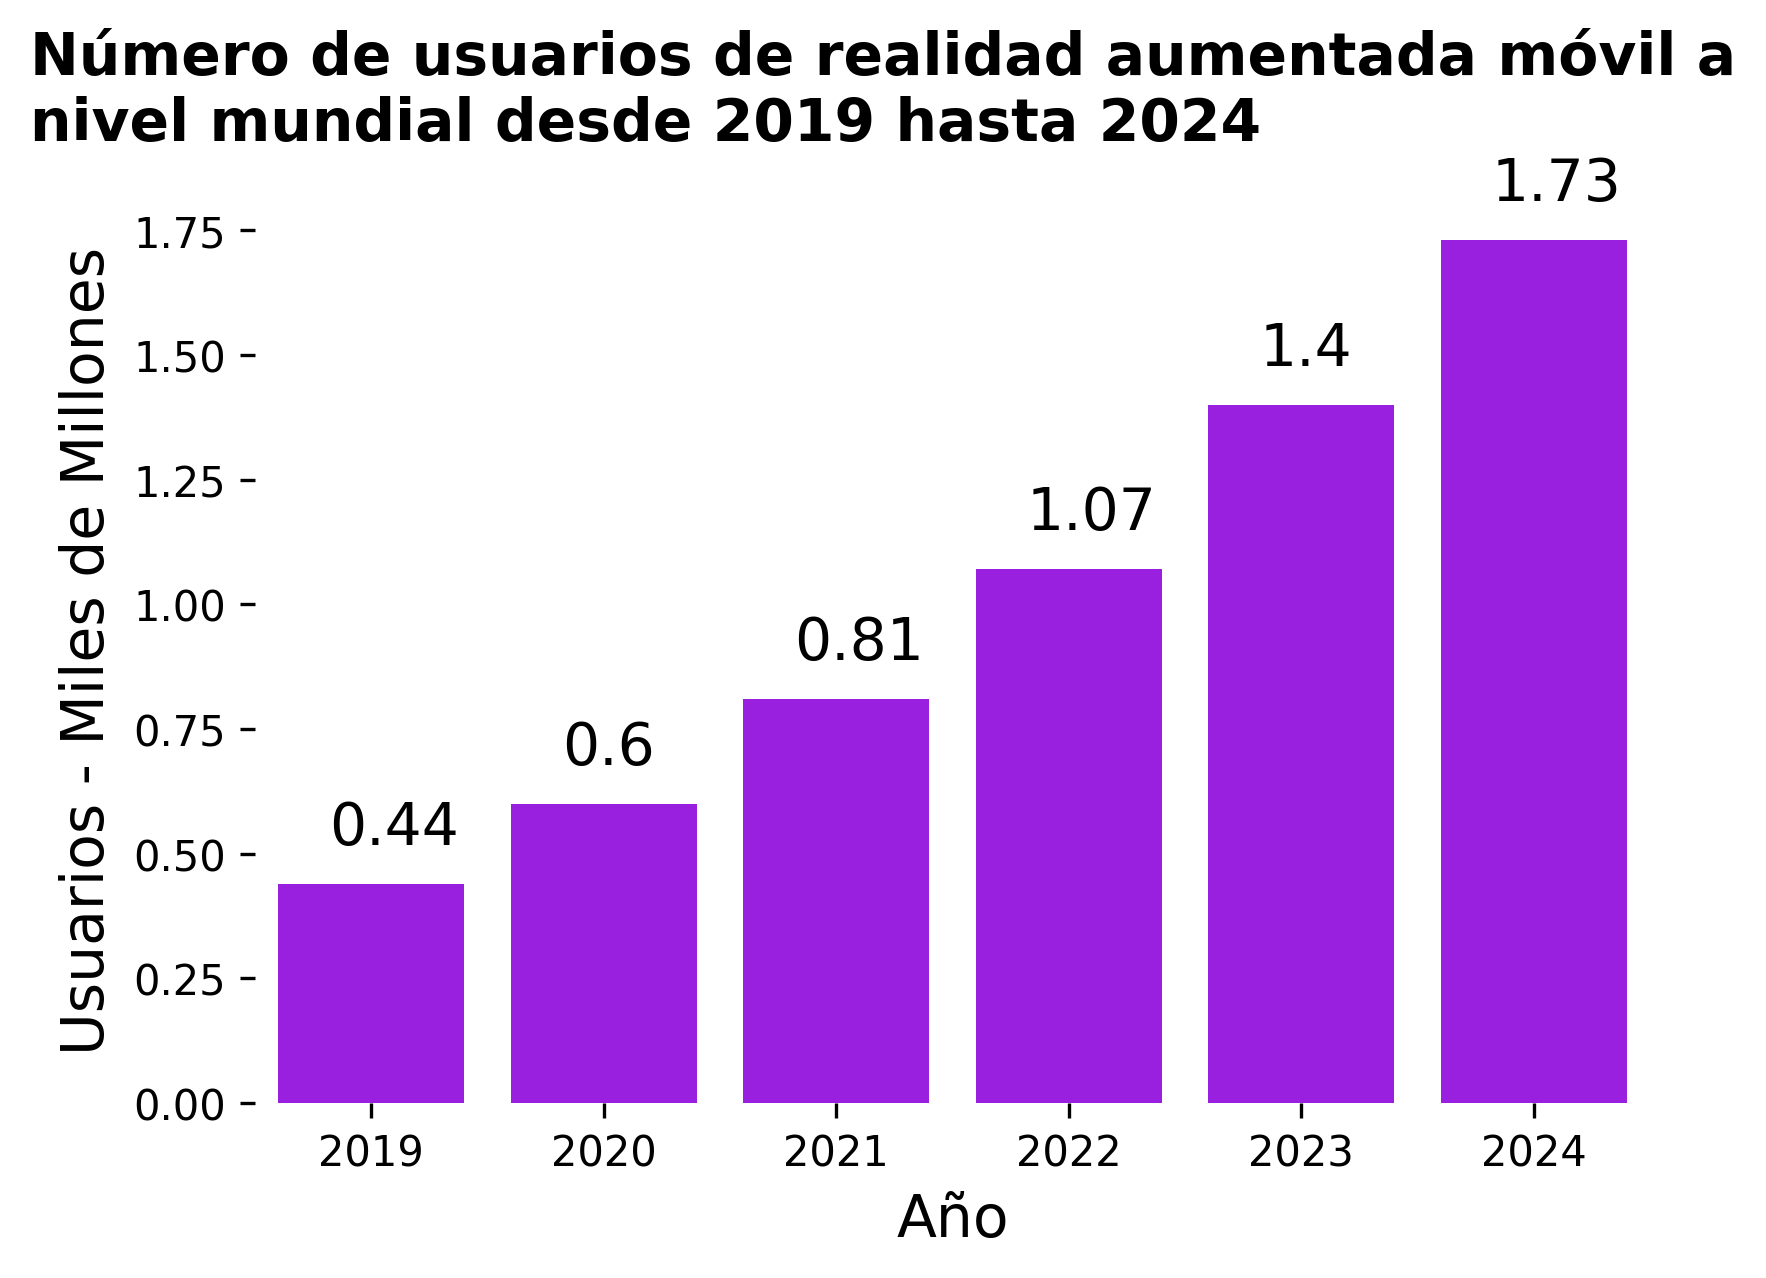 Número de usuarios de realidad aumentada móvil a
nivel mundial desde 2019 hasta 2024
1.73
1.75
1.50
1.4
1.25
1.07
1.00
0.81
0.75
0.6
0.50
0.44
0.25
0.00
Usuarios - Miles de Millones
2019 2020 2021 2022 2023 2024
Año